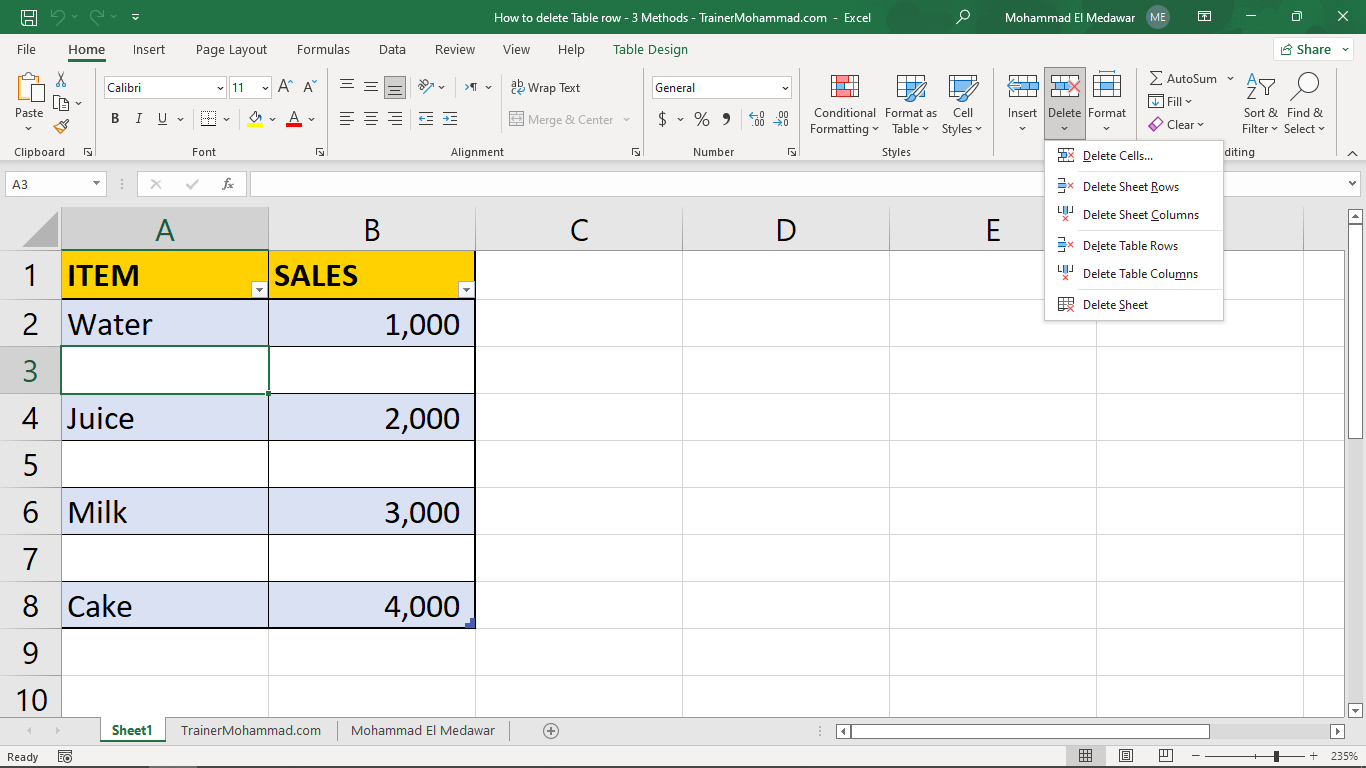 How to delete Table row - 3 Methods - TrainerMohammad.com - Excel
Mohammad El Medawar ME
File Home Insert Page Layout Formulas Data Review View Help Table Design Share
Paste
Calibri 11
B I U A
Wrap Text
Merge & Center
General
$ %
Conditional Formatting
Format as Table
Cell Styles
Insert Delete Format
AutoSum
Fill
Clear
Sort & Filter
Find & Select
Clipboard Font Alignment Number Styles diting
Delete Cells...
Delete Sheet Rows
Delete Sheet Columns
Delete Table Rows
Delete Table Columns
Delete Sheet
A3 fx
A B C D E
1 ITEM SALES
2 Water 1,000
3
4 Juice 2,000
5
6 Milk 3,000
7
8 Cake 4,000
9
10
Sheet1 TrainerMohammad.com Mohammad El Medawar
Ready 235%